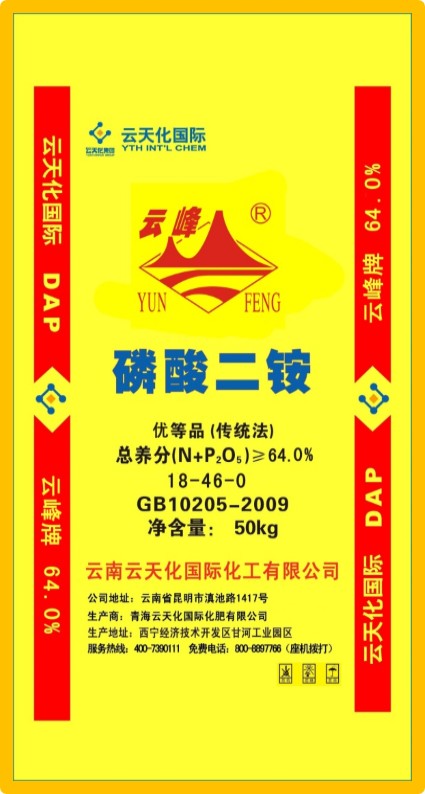 云天化集团
云天化国际
YTH INT'L CHEM
云天化国际 DAP
云峰牌 64.0%
云峰牌 64.0%
云天化国际 DAP
云峰
®
YUN FENG
磷酸二铵
优等品(传统法)
总养分(N+P₂O₅)≥64.0%
18-46-0
GB10205-2009
净含量: 50kg
云南云天化国际化工有限公司
公司地址: 云南省昆明市滇池路1417号
生产商: 青海云天化国际化肥有限公司
生产地址: 西宁经济技术开发区甘河工业园区
服务热线: 400-7390111 免费电话: 800-8897766 (座机拨打)